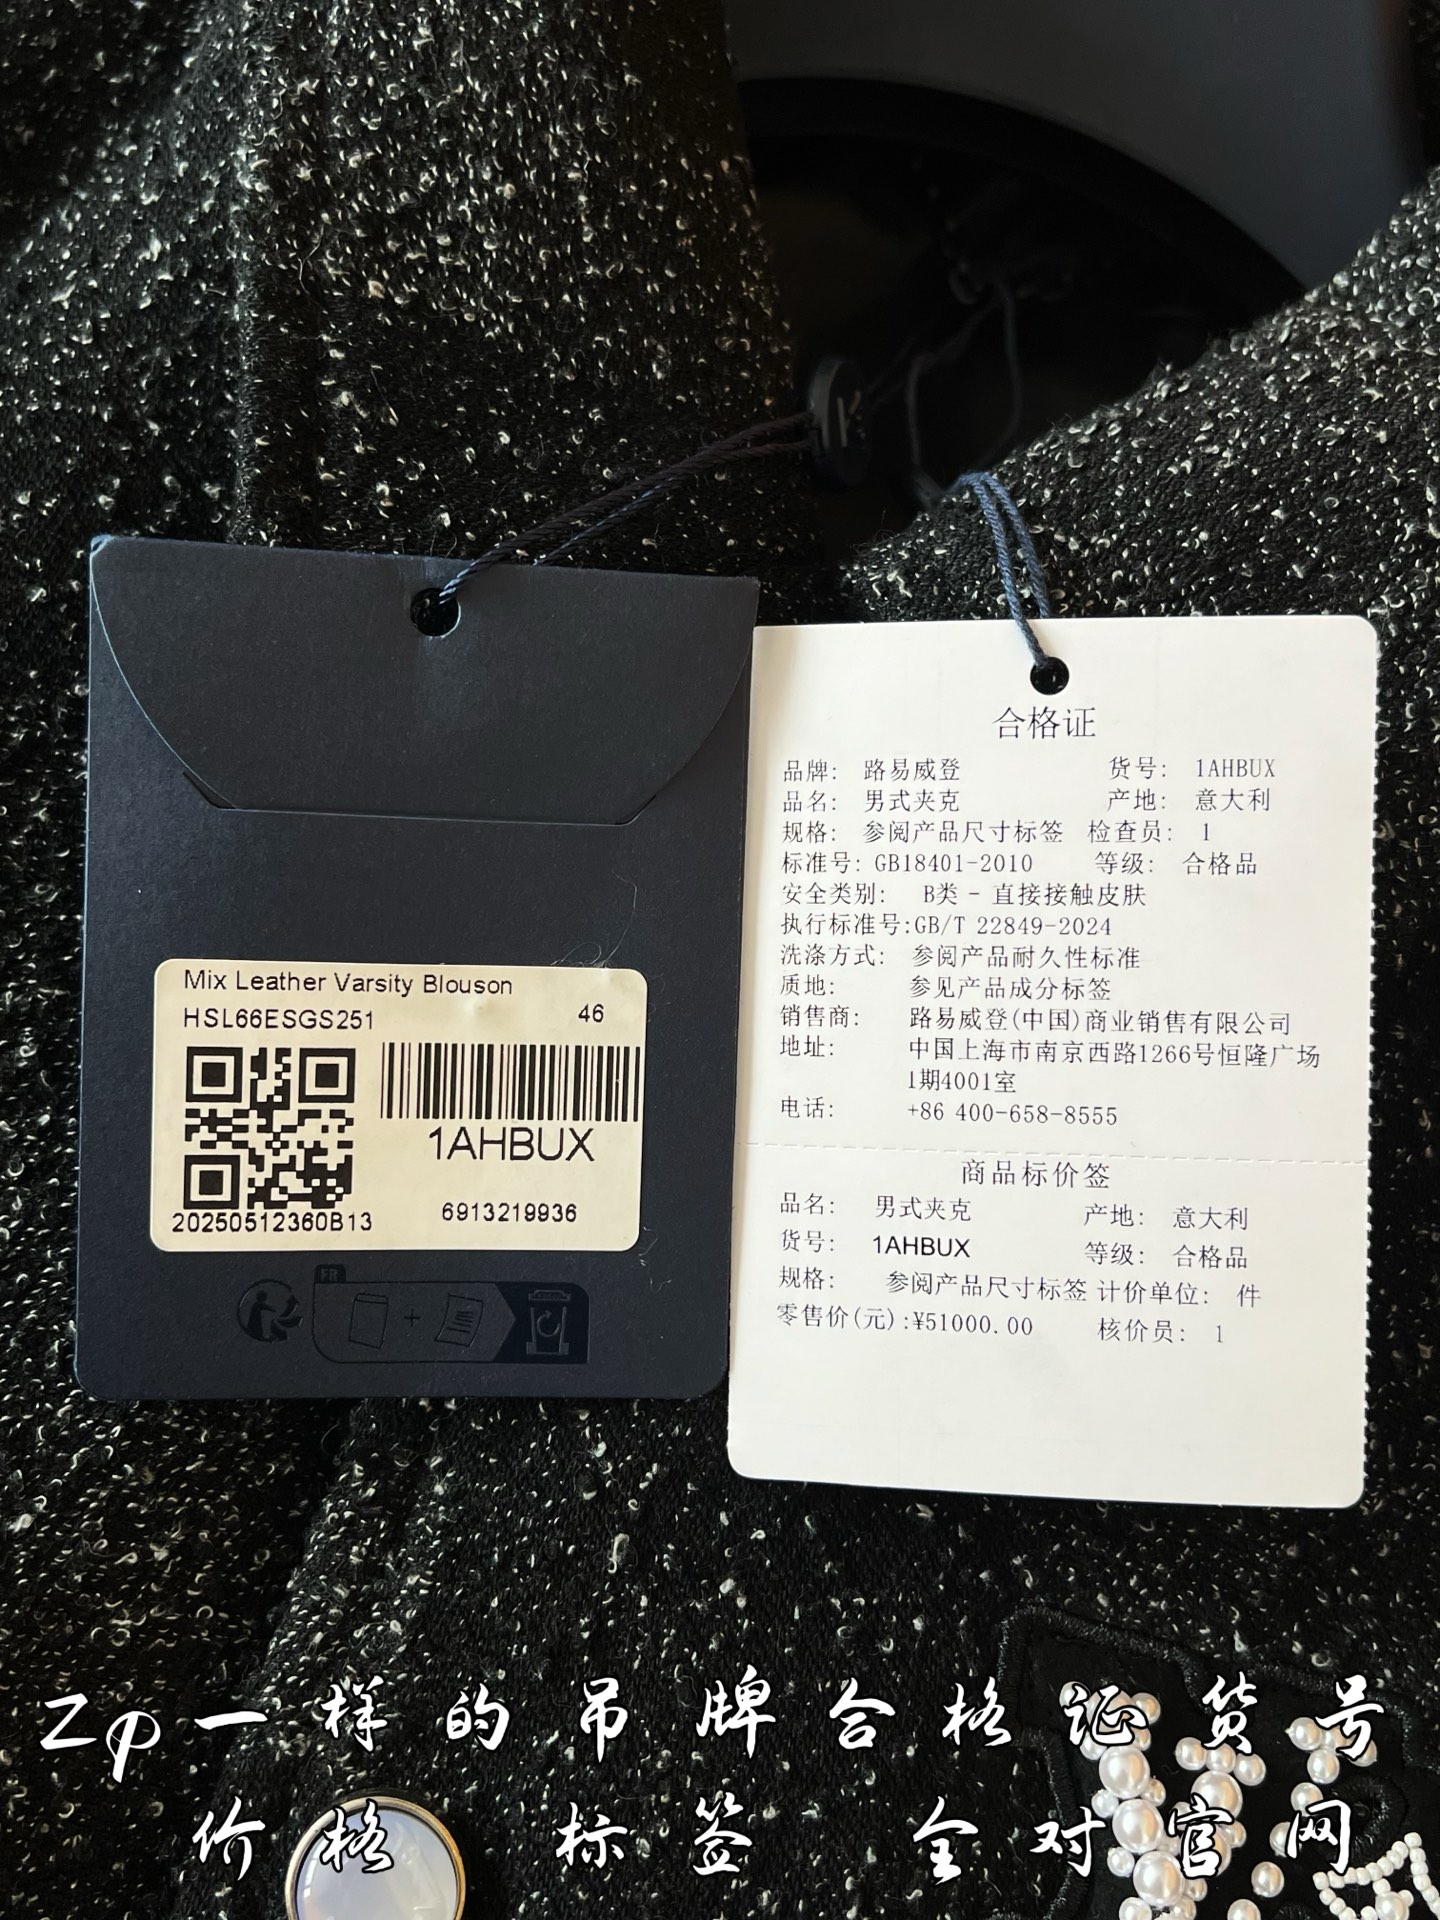 Mix Leather Varsity Blouson
HSL66ESGS251 46
1AHBUX
20250512360B13 6913219936
FR
合格证
品牌: 路易威登 货号: 1AHBUX
品名: 男式夹克 产地: 意大利
规格: 参阅产品尺寸标签 检查员: 1
标准号: GB18401-2010 等级: 合格品
安全类别: B类 - 直接接触皮肤
执行标准号:GB/T 22849-2024
洗涤方式: 参阅产品耐久性标准
质地: 参见产品成分标签
销售商: 路易威登(中国)商业销售有限公司
地址: 中国上海市南京西路1266号恒隆广场
1期4001室
电话: +86 400-658-8555
商品标价签
品名: 男式夹克 产地: 意大利
货号: 1AHBUX 等级: 合格品
规格: 参阅产品尺寸标签 计价单位: 件
零售价(元):¥51000.00 核价员: 1
Zp一样的吊牌合格证货号
价格 标签 全对官网